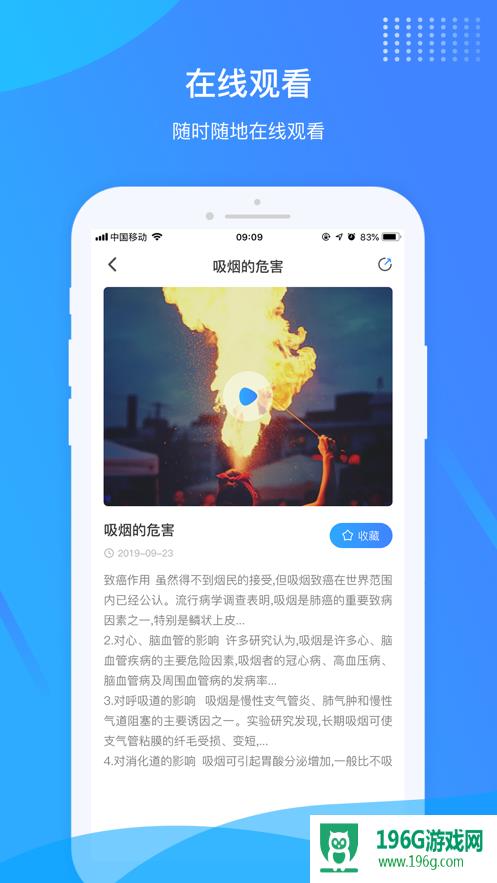 在线观看
随时随地在线观看
中国移动
09:09
83%
吸烟的危害
吸烟的危害
2019-09-23
收藏
致癌作用 虽然得不到烟民的接受,但吸烟致癌在世界范围
内已经公认。流行病学调查表明,吸烟是肺癌的重要致病
因素之一,特别是鳞状上皮...
2.对心、脑血管的影响 许多研究认为,吸烟是许多心、脑
血管疾病的主要危险因素,吸烟者的冠心病、高血压病、
脑血管病及周围血管病的发病率...
3.对呼吸道的影响 吸烟是慢性支气管炎、肺气肿和慢性
气道阻塞的主要诱因之一。实验研究发现,长期吸烟可使
支气管粘膜的纤毛受损、变短,...
4.对消化道的影响 吸烟可引起胃酸分泌增加,一般比不吸
196G游戏网
www.196g.com